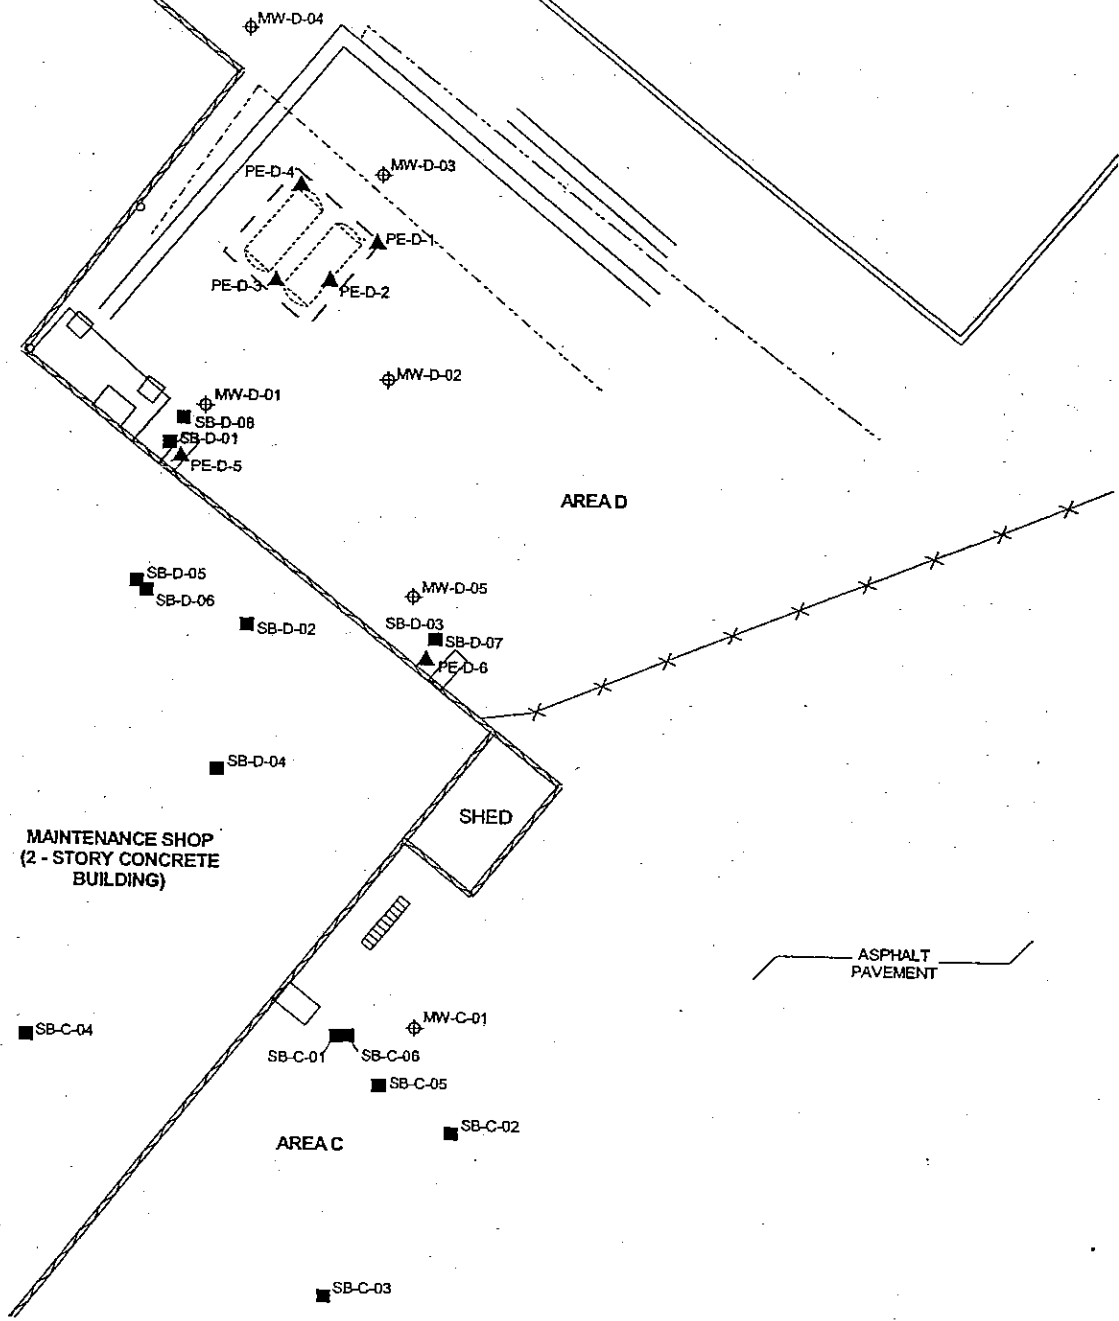 MW-D-04
MW-D-03
PE-D-4
PE-D-1
PE-D-3
PE-D-2
MW-D-02
MW-D-01
SB-D-08
SB-D-01
PE-D-5
AREA D
SB-D-05
SB-D-06
MW-D-05
SB-D-02
SB-D-03
SB-D-07
PE-D-6
SB-D-04
SHED
MAINTENANCE SHOP
(2 - STORY CONCRETE
BUILDING)
ASPHALT
PAVEMENT
SB-C-04
MW-C-01
SB-C-01
SB-C-06
SB-C-05
SB-C-02
AREA C
SB-C-03